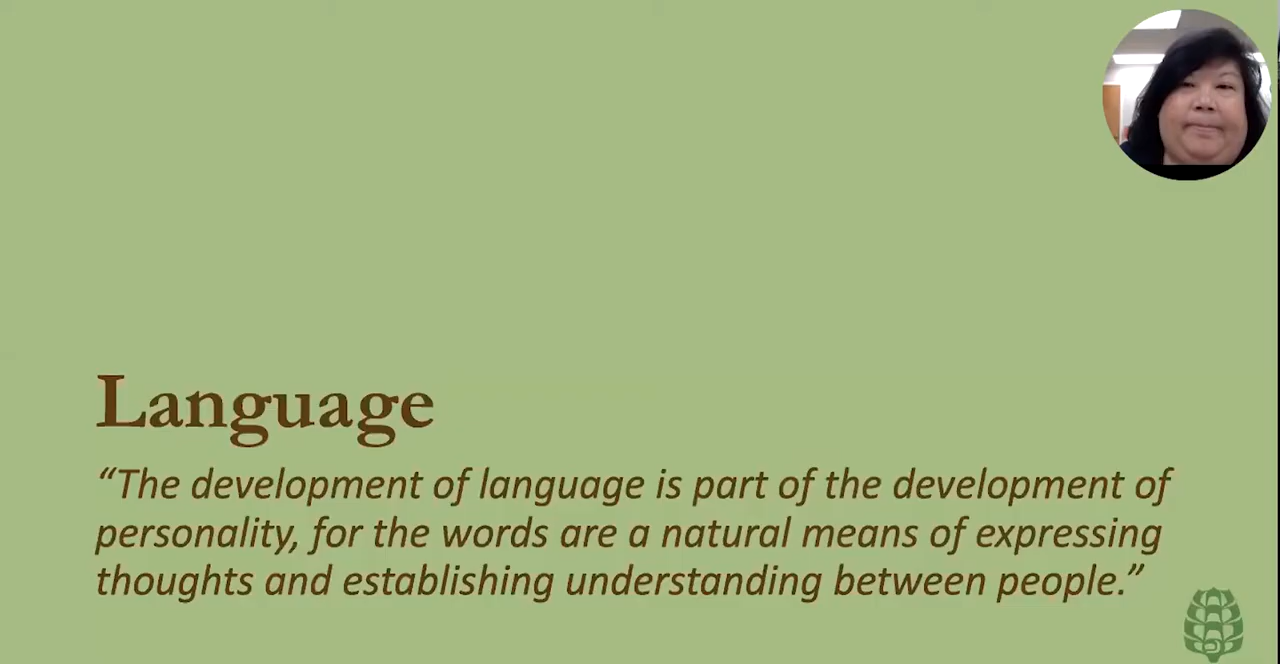 Language
“The development of language is part of the development of
personality, for the words are a natural means of expressing
thoughts and establishing understanding between people.”